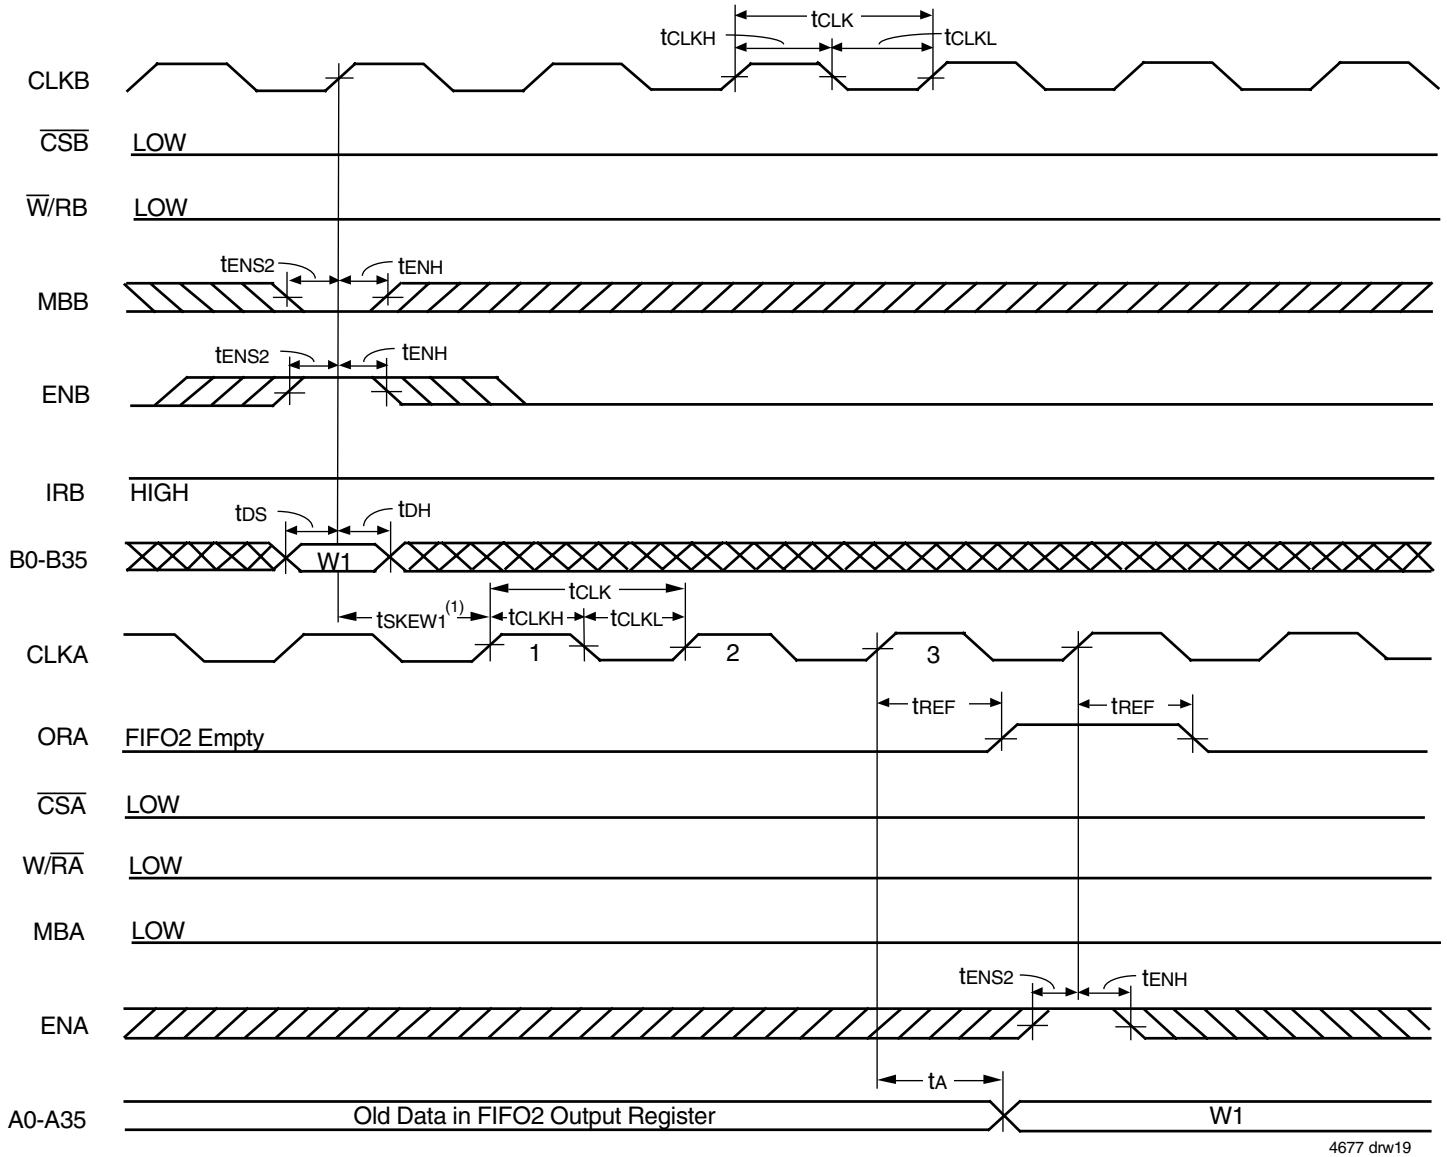 tCLK
tCLKH
tCLKL
CLKB
CSB
LOW
W/RB
LOW
tENS2
tENH
MBB
tENS2
tENH
ENB
IRB
HIGH
tDS
tDH
B0-B35
W1
tCLK
tSKEW1(1)
tCLKH
tCLKL
CLKA
1
2
3
tREF
tREF
ORA
FIFO2 Empty
CSA
LOW
W/RA
LOW
MBA
LOW
tENS2
tENH
ENA
tA
A0-A35
Old Data in FIFO2 Output Register
W1
4677 drw19